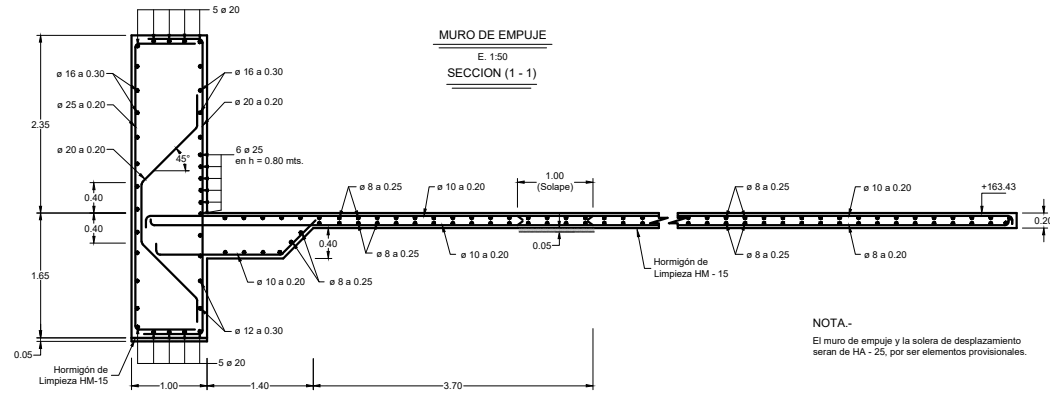 5 ø 20
MURO DE EMPUJE
E. 1:50
SECCION (1 - 1)
ø 16 a 0.30
ø 16 a 0.30
ø 25 a 0.20
ø 20 a 0.20
2.35
ø 20 a 0.20
45°
6 ø 25
en h = 0.80 mts.
0.40
0.40
1.00
(Solape)
ø 8 a 0.25
ø 10 a 0.20
ø 8 a 0.25
ø 10 a 0.20
+163.43
0.20
0.40
0.05
ø 8 a 0.25
ø 10 a 0.20
ø 8 a 0.25
ø 8 a 0.20
Hormigón de
Limpieza HM - 15
1.65
ø 10 a 0.20
ø 8 a 0.25
ø 12 a 0.30
0.05
5 ø 20
Hormigón de
Limpieza HM-15
1.00
1.40
3.70
NOTA.-
El muro de empuje y la solera de desplazamiento
seran de HA - 25, por ser elementos provisionales.